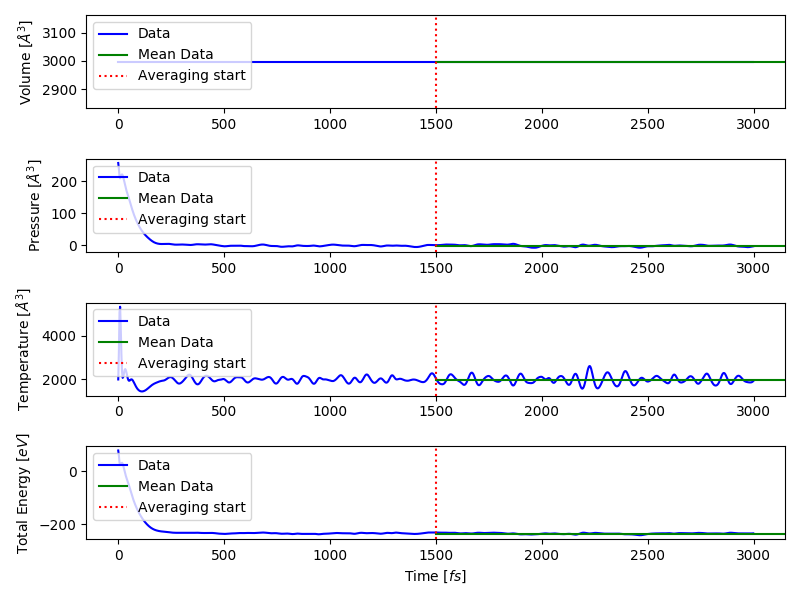 Volume [Å³]
3100
3000
2900
Data
Mean Data
Averaging start
0 500 1000 1500 2000 2500 3000
Pressure [Å³]
200
100
0
Data
Mean Data
Averaging start
0 500 1000 1500 2000 2500 3000
Temperature [Å³]
4000
2000
Data
Mean Data
Averaging start
0 500 1000 1500 2000 2500 3000
Total Energy [eV]
0
−200
Data
Mean Data
Averaging start
0 500 1000 1500 2000 2500 3000
Time [fs]